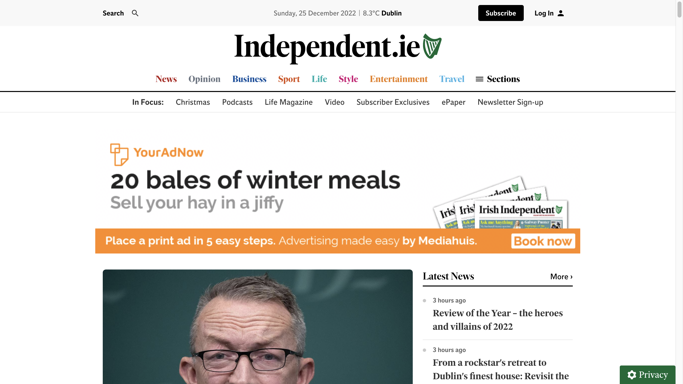 Search
Sunday, 25 December 2022 | 8.3°C Dublin
Subscribe
Log In
Independent.ie
News Opinion Business Sport Life Style Entertainment Travel Sections
In Focus: Christmas Podcasts Life Magazine Video Subscriber Exclusives ePaper Newsletter Sign-up
YourAdNow
20 bales of winter meals
Sell your hay in a jiffy
Irish Independent
Place a print ad in 5 easy steps. Advertising made easy by Mediahuis.
Book now
Latest News
More ›
3 hours ago
Review of the Year – the heroes
and villains of 2022
3 hours ago
From a rockstar's retreat to
Dublin's finest house: Revisit the
Privacy